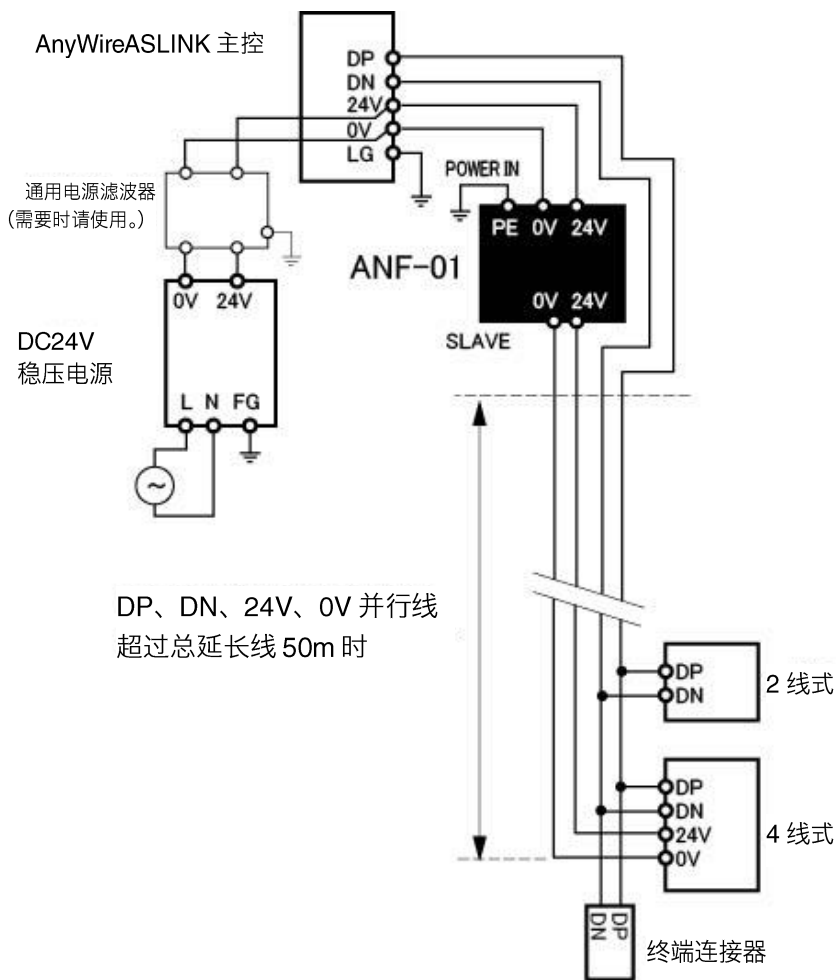 AnyWireASLINK 主控
DP
DN
24V
0V
LG
通用电源滤波器
(需要时请使用。)
POWER IN
PE 0V 24V
ANF-01
0V 24V
SLAVE
0V 24V
DC24V
稳压电源
L N FG
~
DP、DN、24V、0V 并行线
超过总延长线 50m 时
DP
DN
2 线式
DP
DN
24V
0V
4 线式
DN
DP
终端连接器